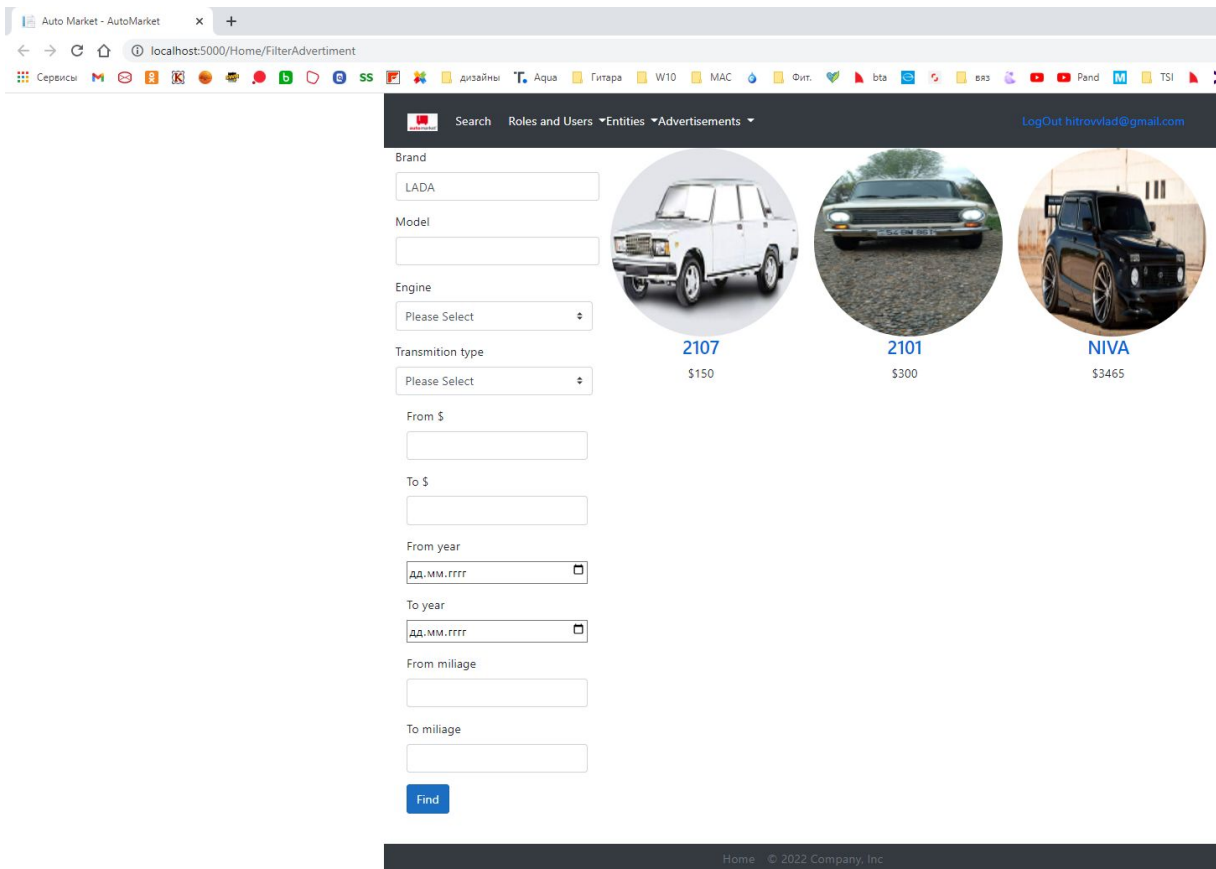 Auto Market - AutoMarket
localhost:5000/Home/FilterAdvertiment
Сервисы SS дизайны Aqua Гитара W10 MAC Фит. bta вяз Pand TSI
Search Roles and Users Entities Advertisements LogOut hitrovvlad@gmail.com
Brand
LADA
Model
Engine
Please Select
Transmition type
Please Select
From $
To $
From year
дд.мм.гггг
To year
дд.мм.гггг
From miliage
To miliage
Find
2107 2101 NIVA
$150 $300 $3465
Home © 2022 Company, Inc